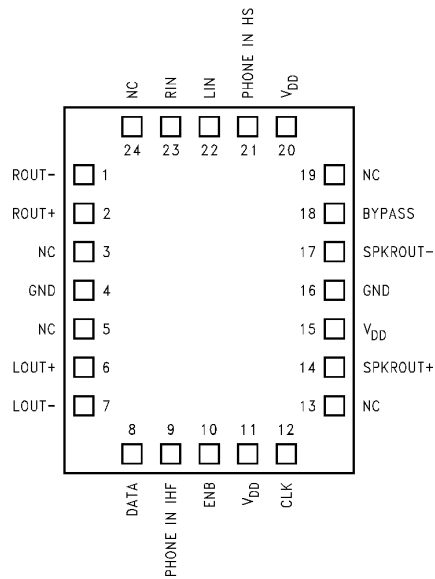 NC RIN LIN PHONE IN HS VDD
24 23 22 21 20
ROUT- 1 19 NC
ROUT+ 2 18 BYPASS
NC 3 17 SPKROUT-
GND 4 16 GND
NC 5 15 VDD
LOUT+ 6 14 SPKROUT+
LOUT- 7 13 NC
8 9 10 11 12
DATA PHONE IN IHF ENB VDD CLK